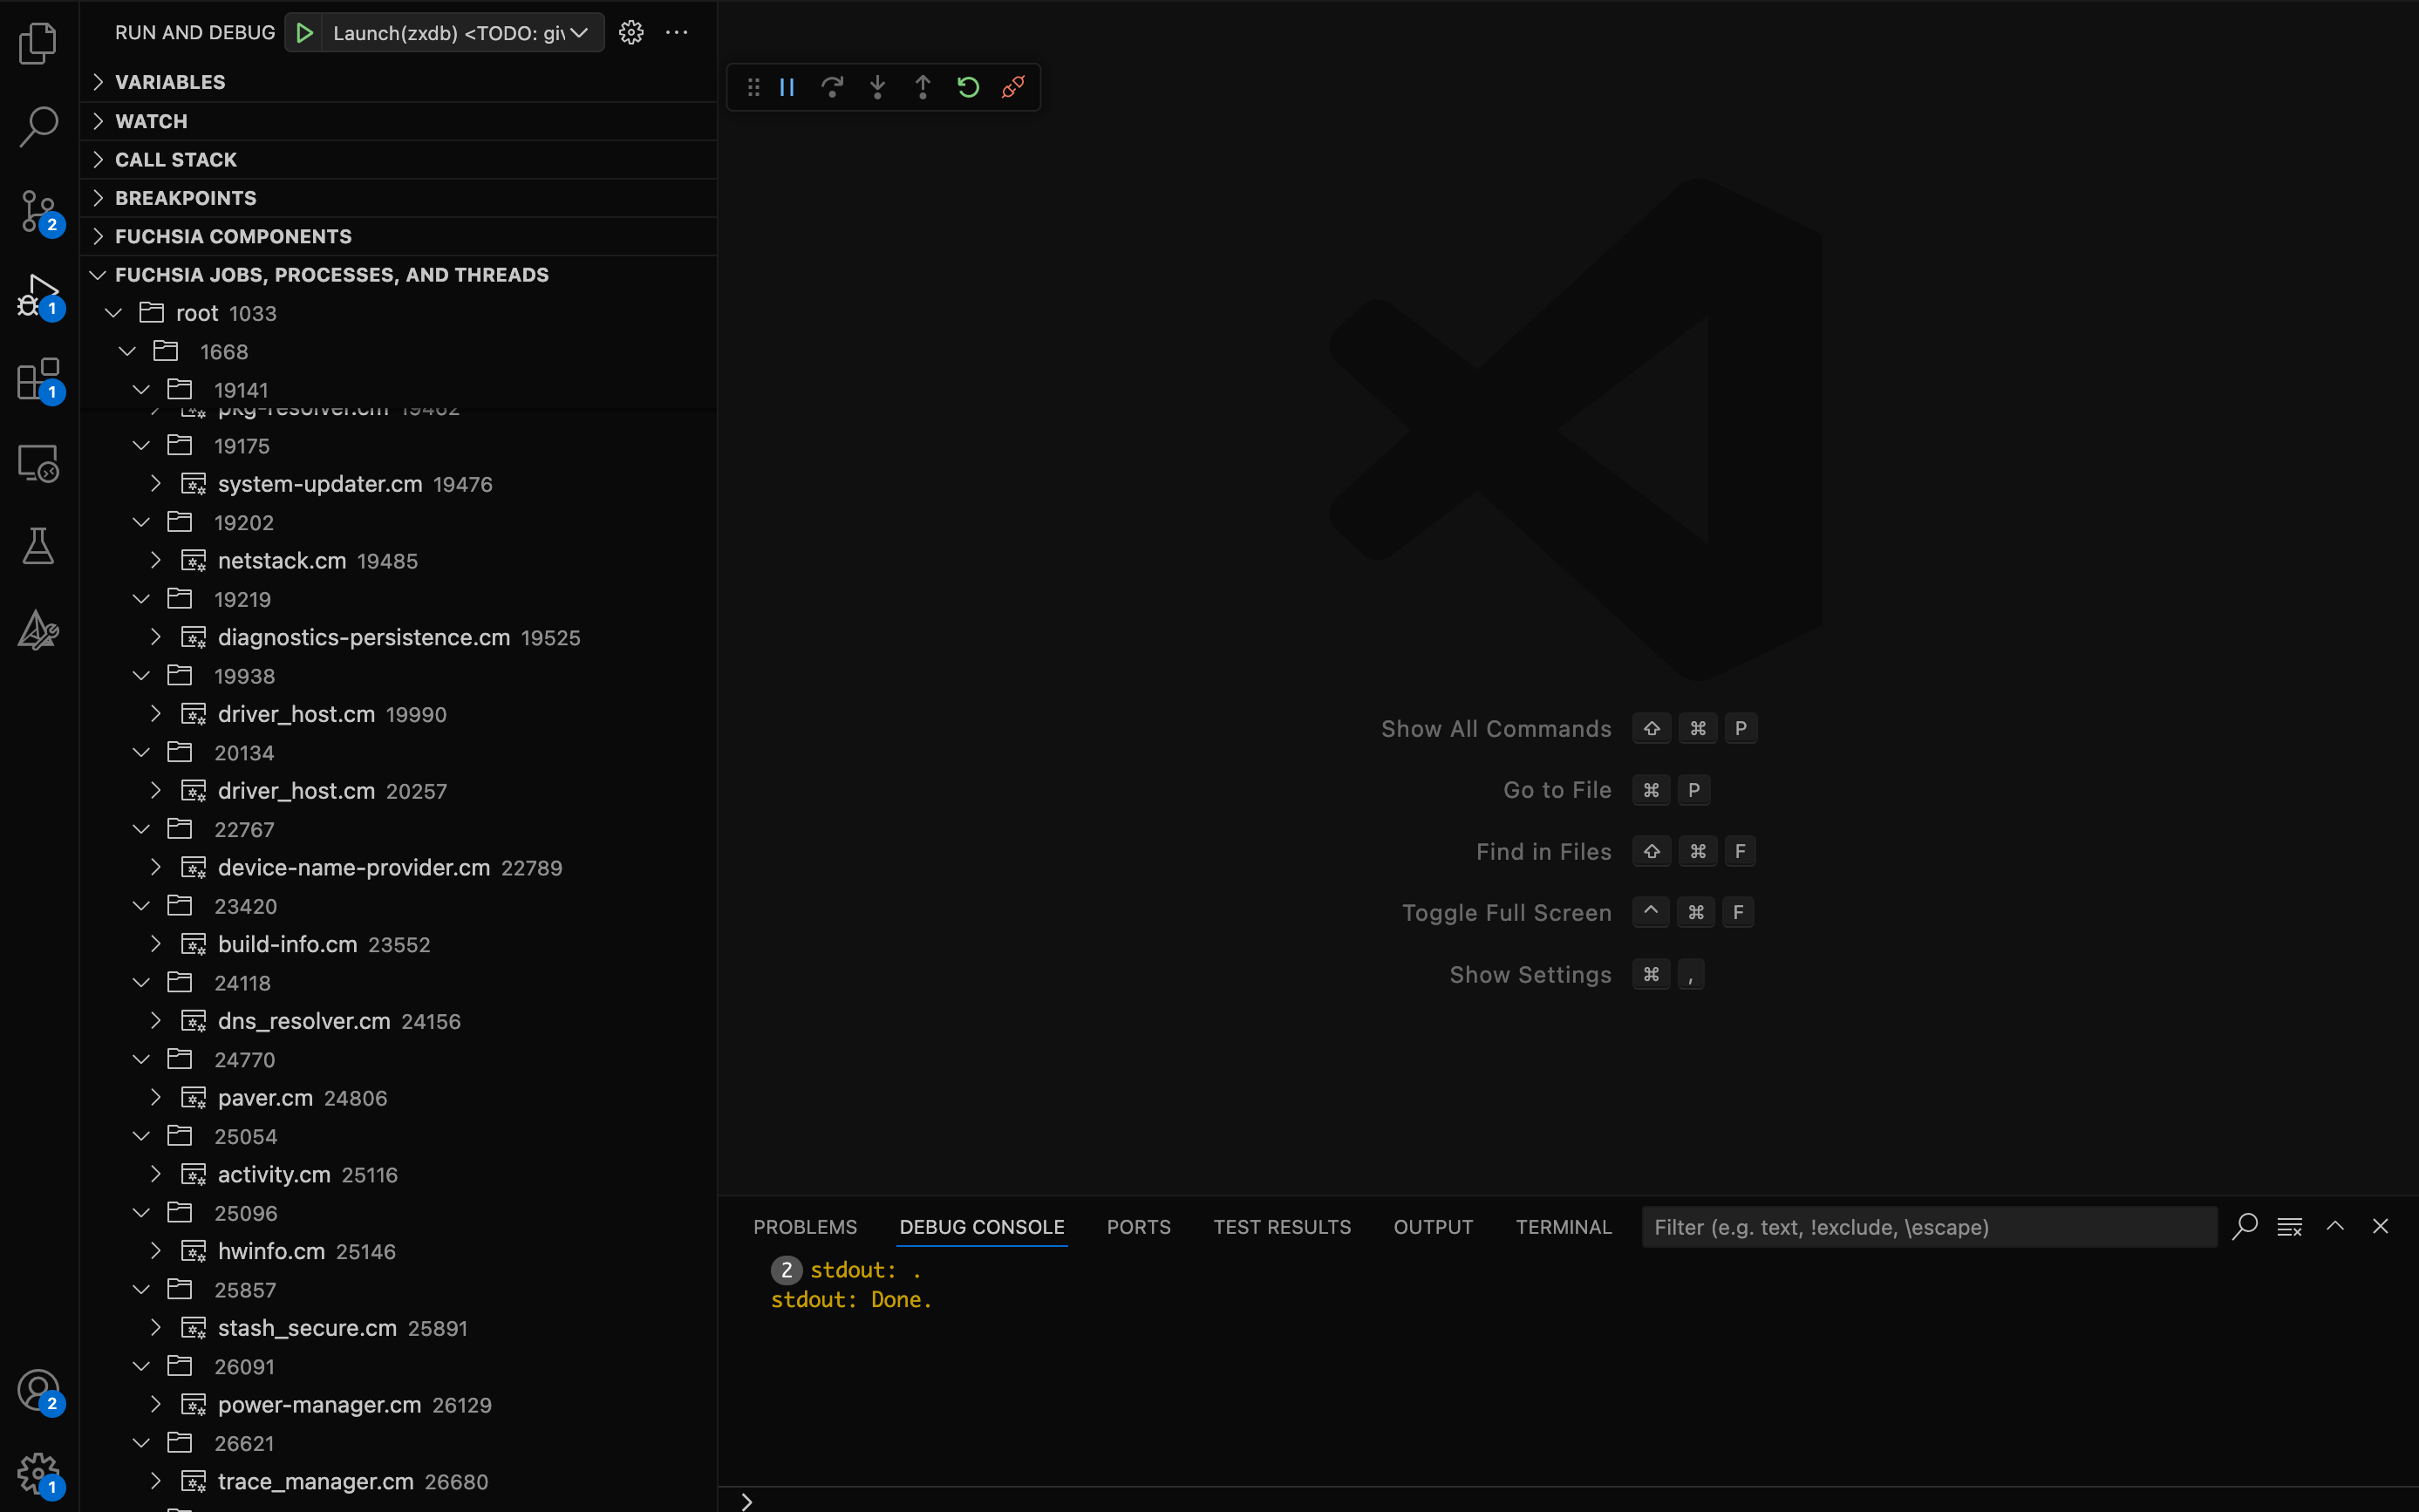 RUN AND DEBUG Launch(zxdb) <TODO: giv
VARIABLES
WATCH
CALL STACK
BREAKPOINTS
FUCHSIA COMPONENTS
FUCHSIA JOBS, PROCESSES, AND THREADS
root 1033
1668
19141
pkg-resolver.cm 19462
19175
system-updater.cm 19476
19202
netstack.cm 19485
19219
diagnostics-persistence.cm 19525
19938
driver_host.cm 19990
20134
driver_host.cm 20257
22767
device-name-provider.cm 22789
23420
build-info.cm 23552
24118
dns_resolver.cm 24156
24770
paver.cm 24806
25054
activity.cm 25116
25096
hwinfo.cm 25146
25857
stash_secure.cm 25891
26091
power-manager.cm 26129
26621
trace_manager.cm 26680
2
1
1
2
1
Show All Commands ⇧ ⌘ P
Go to File ⌘ P
Find in Files ⇧ ⌘ F
Toggle Full Screen ^ ⌘ F
Show Settings ⌘ ,
PROBLEMS DEBUG CONSOLE PORTS TEST RESULTS OUTPUT TERMINAL Filter (e.g. text, !exclude, \escape)
2 stdout: .
stdout: Done.